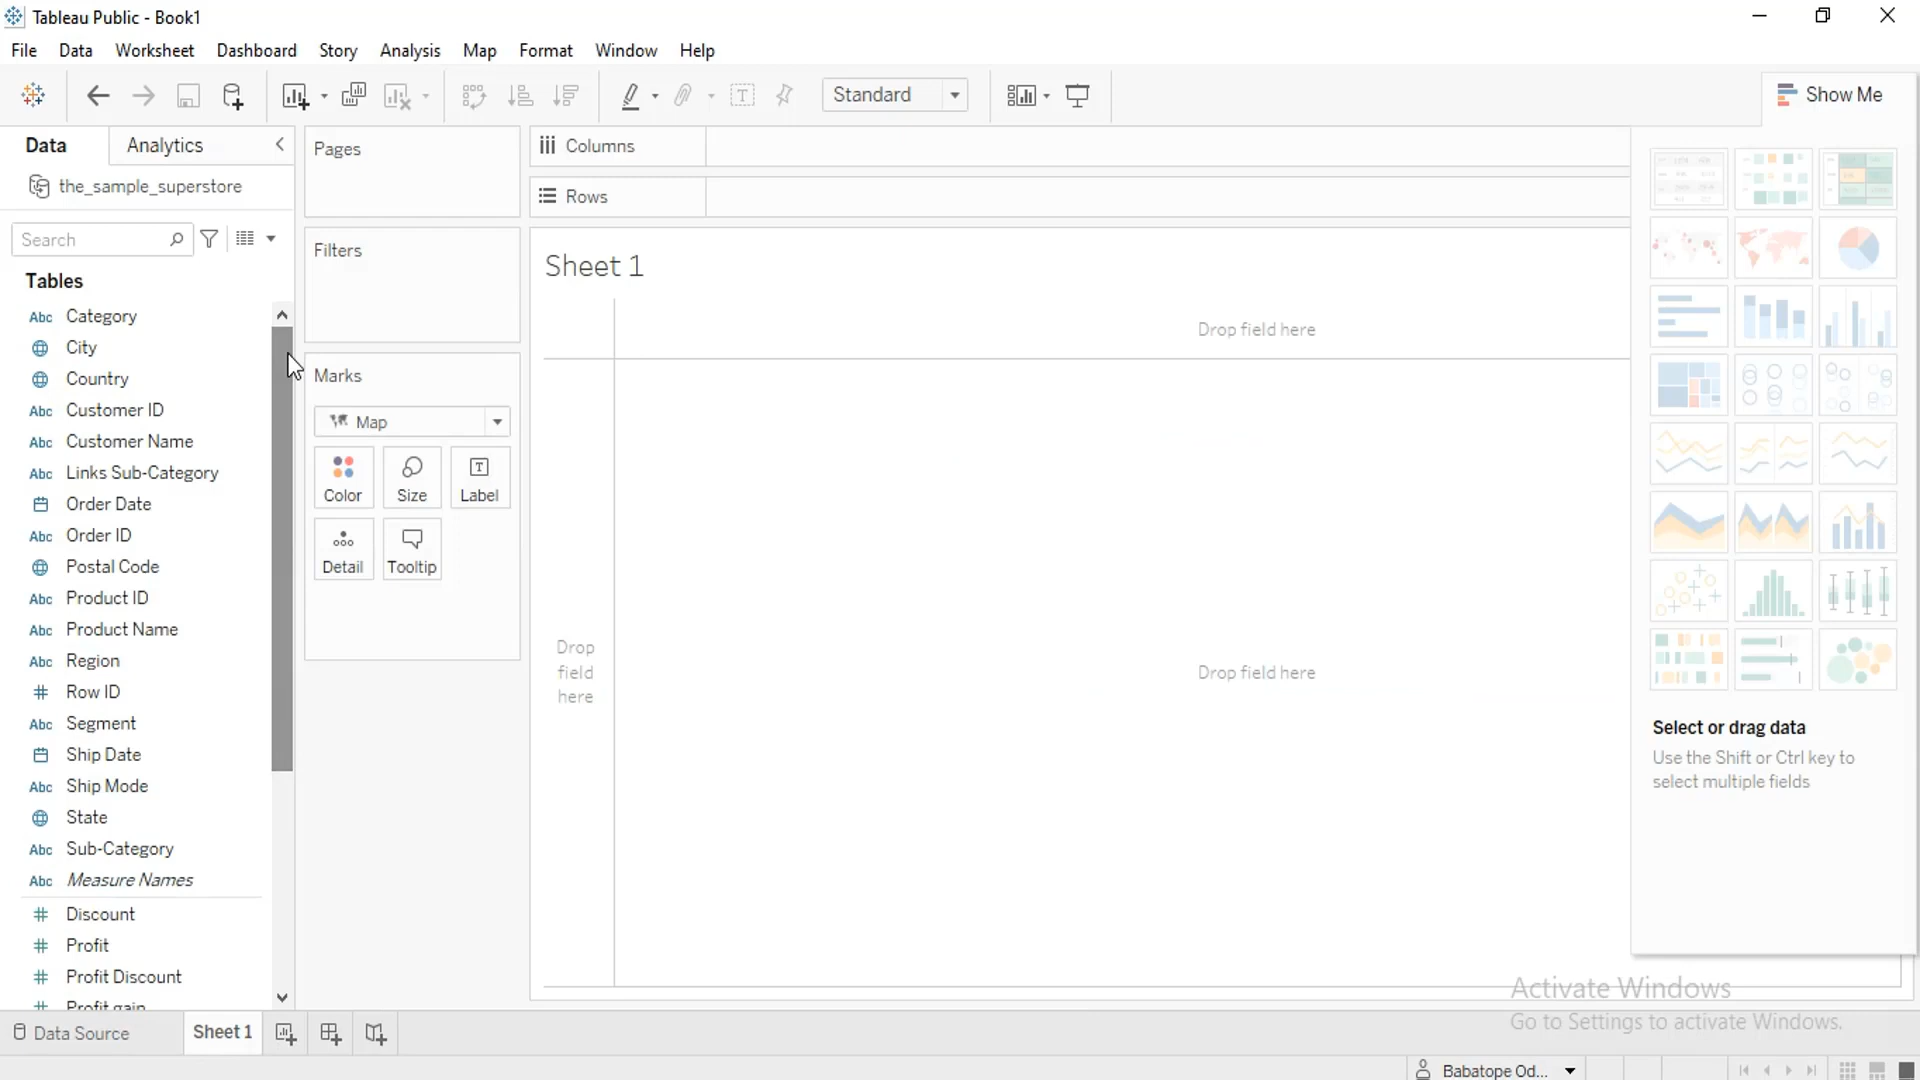 Tableau Public - Book1
File Data Worksheet Dashboard Story Analysis Map Format Window Help
Standard
Show Me
Data Analytics
Pages
Columns
the_sample_superstore
Rows
Search
Filters
Tables
Sheet 1
Category
Drop field here
City
Country
Marks
Customer ID
Map
Customer Name
Links Sub-Category
Color Size Label
Order Date
Order ID
Postal Code
Detail Tooltip
Product ID
Product Name
Region
Row ID
Segment
Ship Date
Ship Mode
State
Sub-Category
Measure Names
Discount
Profit
Profit Discount
Profit gain
Drop
field
here
Drop field here
Select or drag data
Use the Shift or Ctrl key to
select multiple fields
Activate Windows
Go to Settings to activate Windows.
Data Source
Sheet 1
Babatope Od...